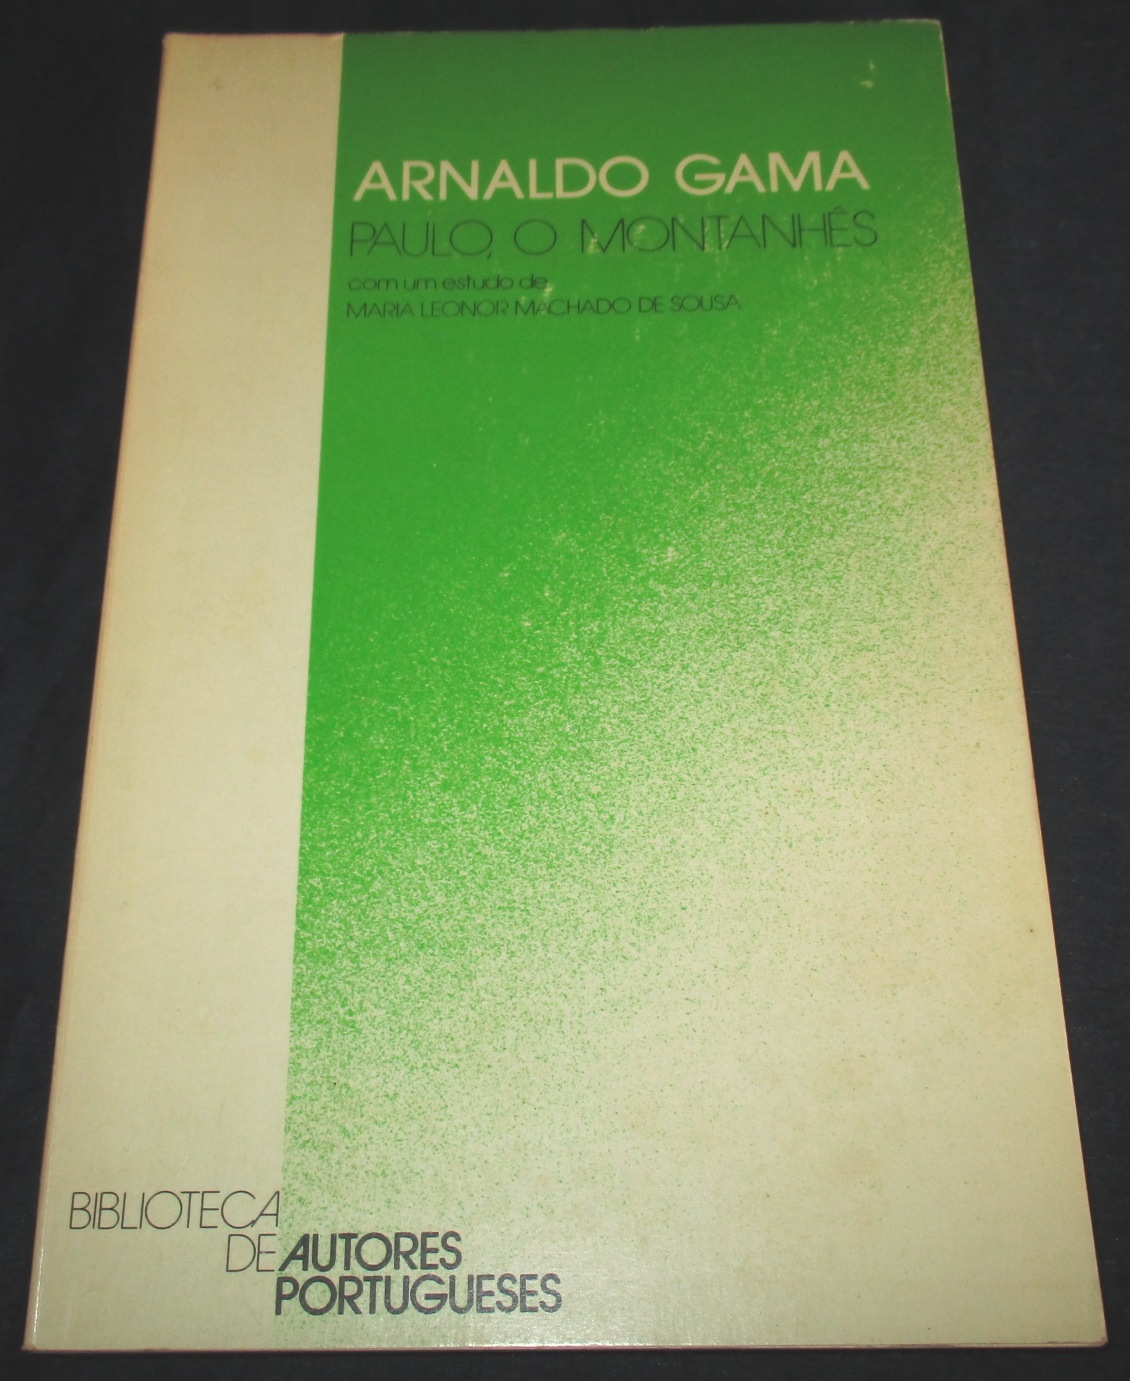 ARNALDO GAMA
PAULO, O MONTANHÊS
com um estudo de
MARIA LEONOR MACHADO DE SOUSA
BIBLIOTECA
DE AUTORES
PORTUGUESES